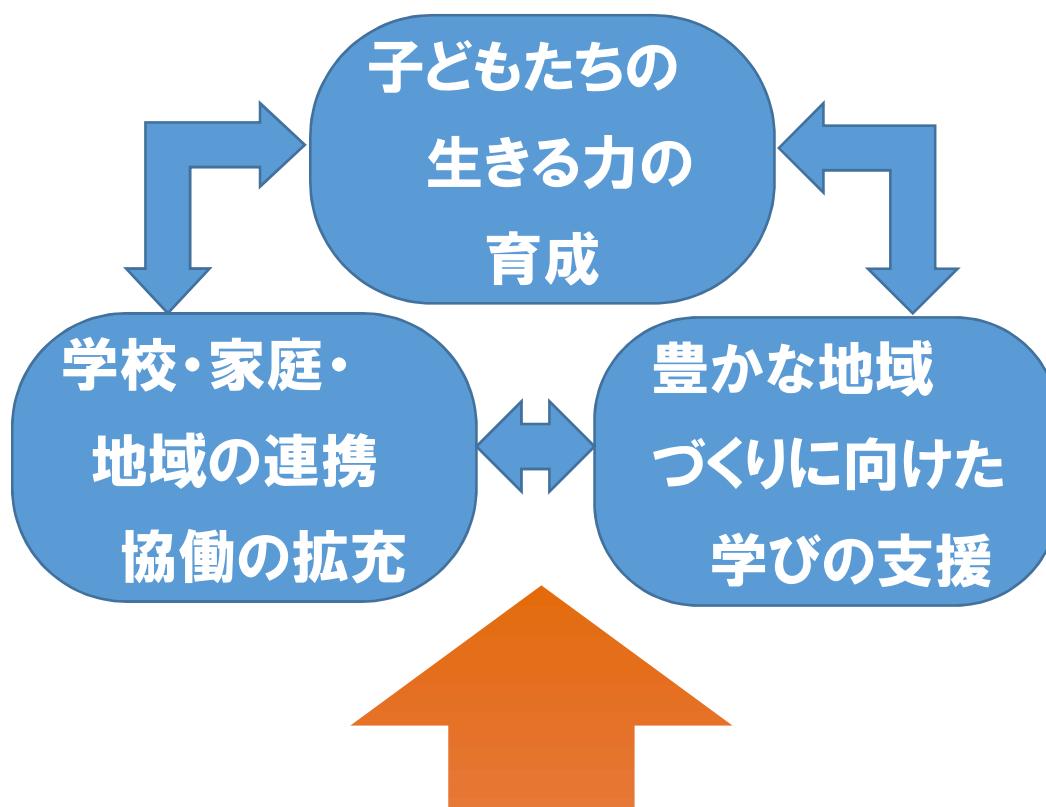 子どもたちの
生きる力の
育成
学校・家庭・
地域の連携
協働の拡充
豊かな地域
づくりに向けた
学びの支援